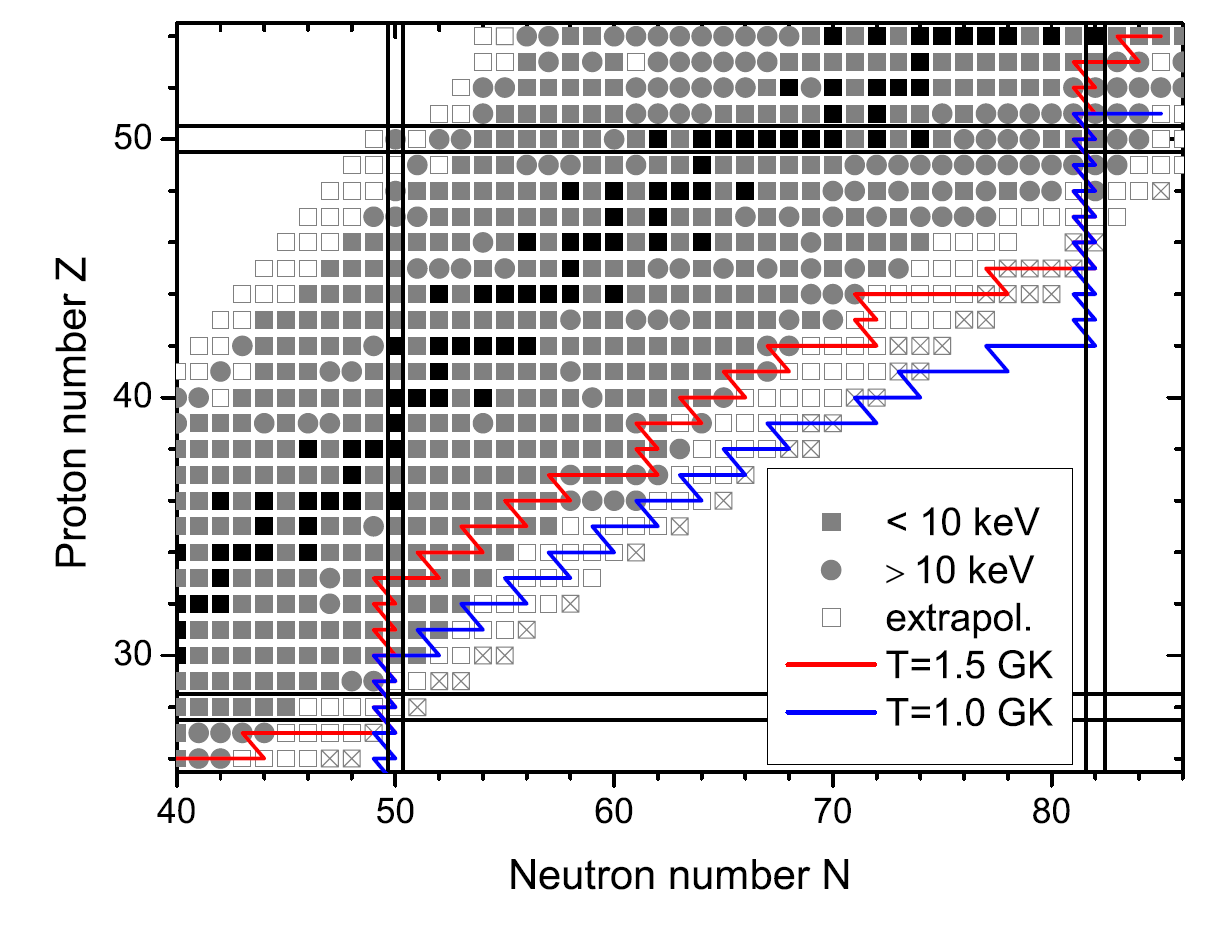 Proton number Z
50
40
30
40
50
60
70
80
Neutron number N
< 10 keV
> 10 keV
extrapol.
T=1.5 GK
T=1.0 GK